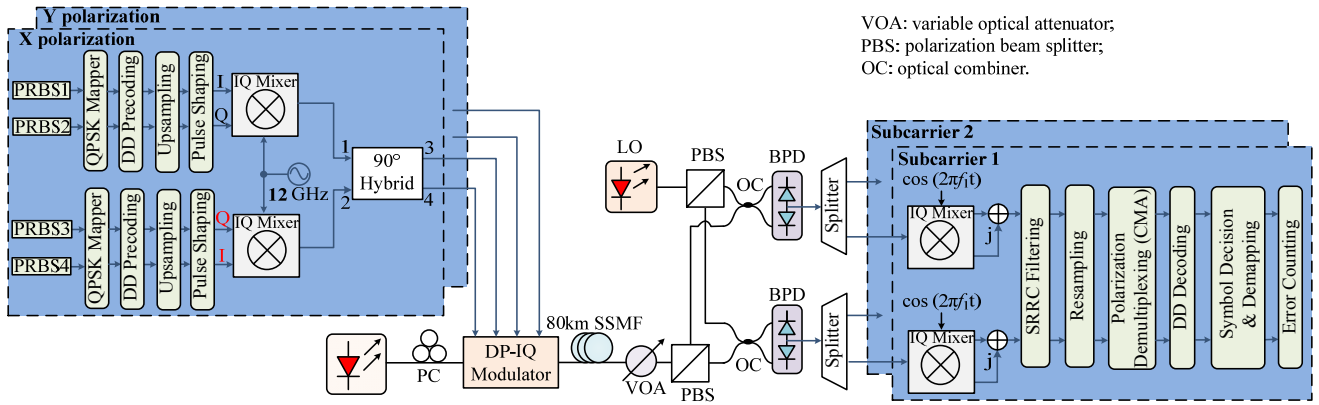 Y polarization
X polarization
PRBS1
PRBS2
QPSK Mapper
DD Precoding
Upsampling
Pulse Shaping
I
Q
IQ Mixer
12 GHz
PRBS3
PRBS4
QPSK Mapper
DD Precoding
Upsampling
Pulse Shaping
Q
I
IQ Mixer
1
2
90°
Hybrid
3
4
PC
DP-IQ
Modulator
80km SSMF
VOA
PBS
LO
PBS
OC
BPD
Splitter
OC
BPD
Splitter
VOA: variable optical attenuator;
PBS: polarization beam splitter;
OC: optical combiner.
Subcarrier 2
Subcarrier 1
cos (2πf₁t)
IQ Mixer
j
cos (2πf₁t)
IQ Mixer
j
SRRC Filtering
Resampling
Polarization
Demultiplexing (CMA)
DD Decoding
Symbol Decision
& Demapping
Error Counting